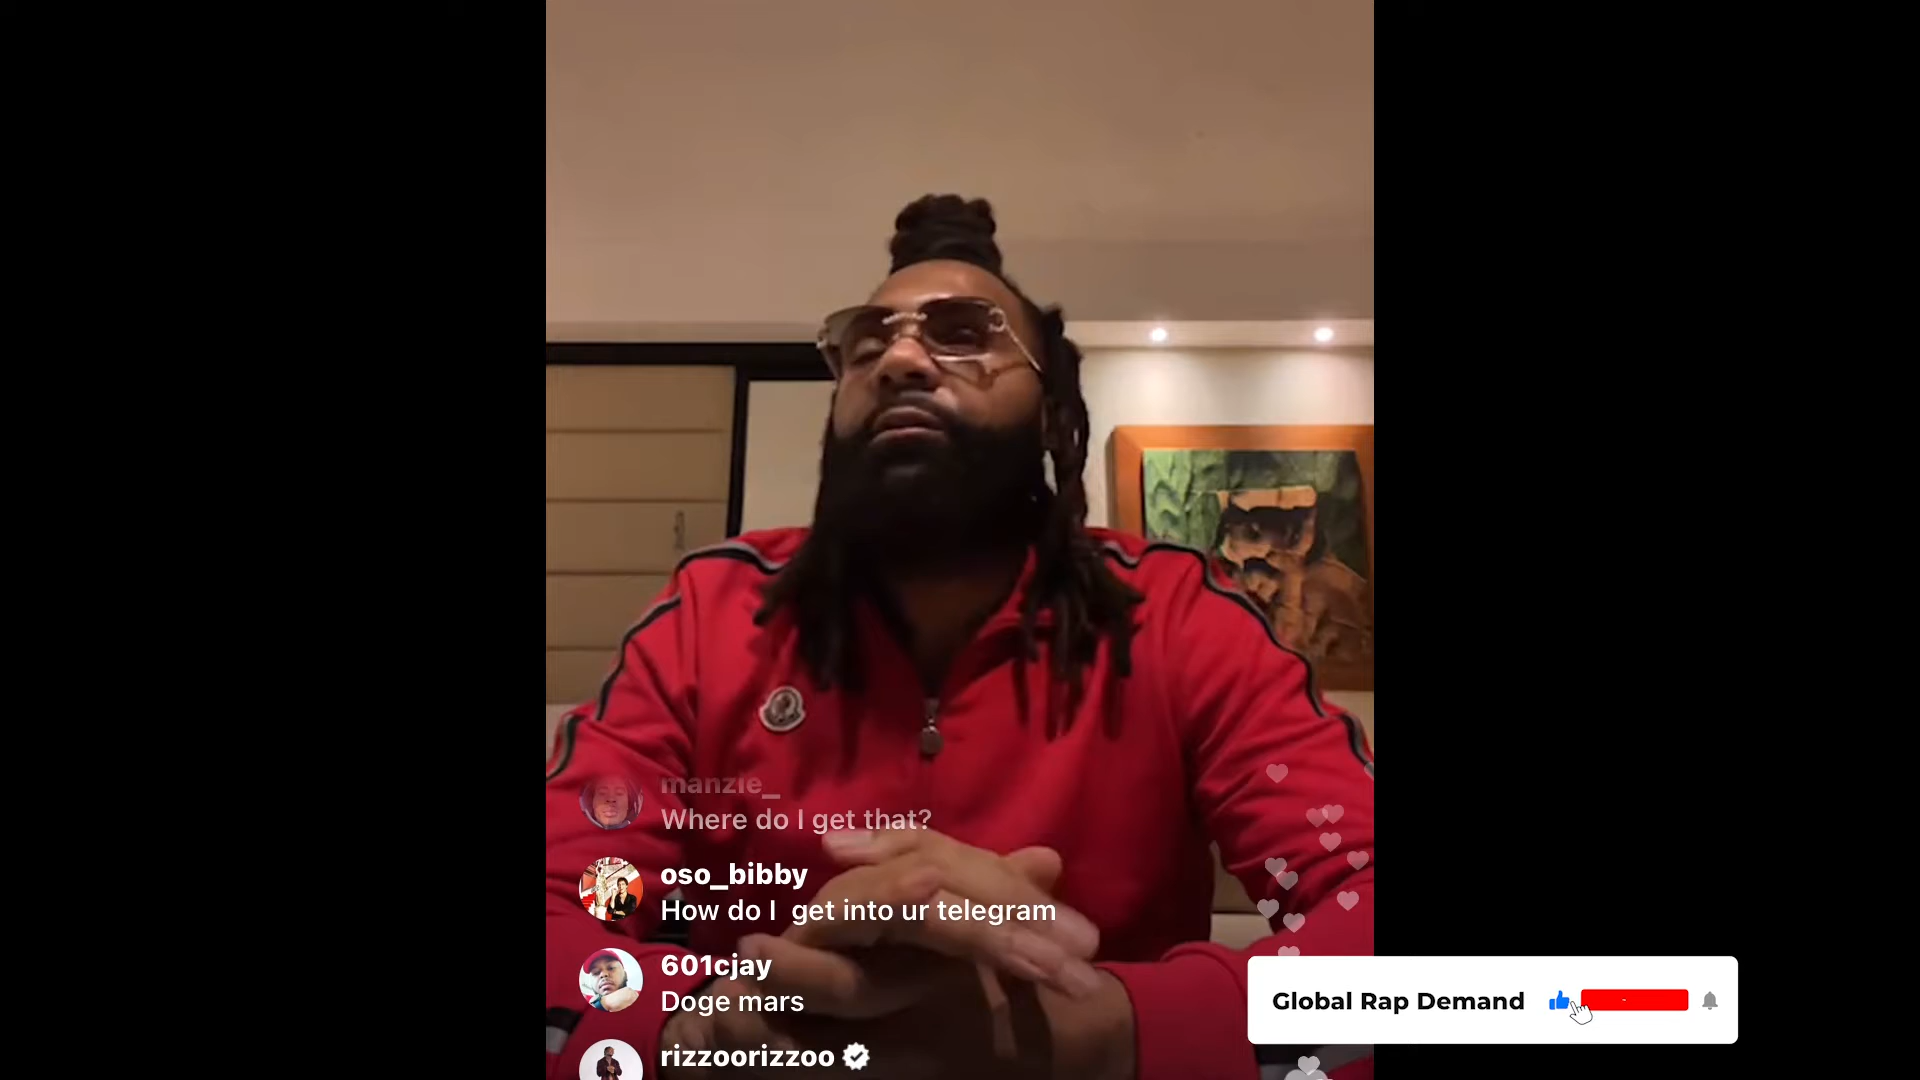 manzie_
Where do I get that?
oso_bibby
How do I get into ur telegram
601cjay
Doge mars
rizzoorizzoo
Global Rap Demand